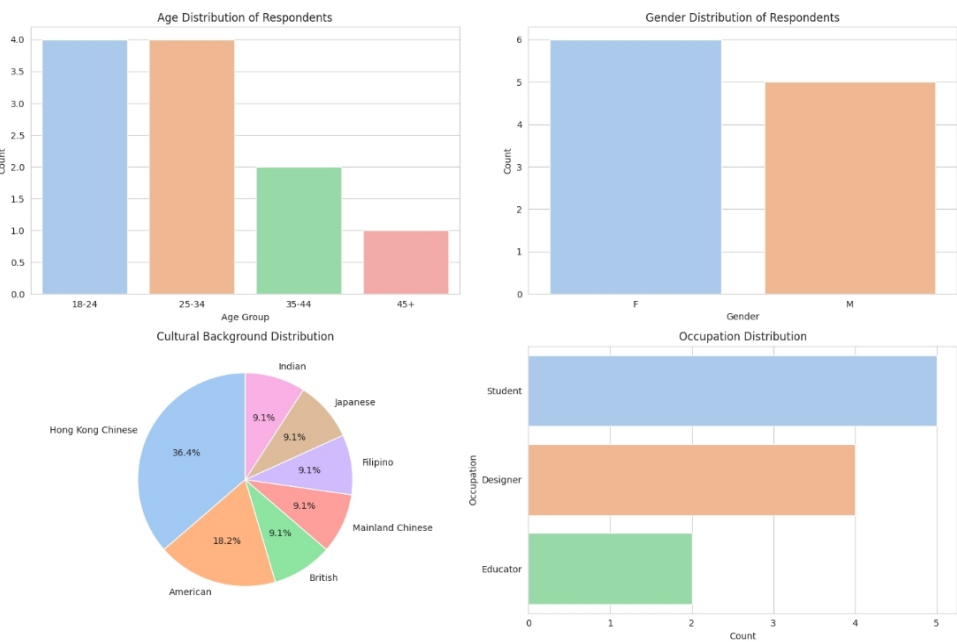 Age Distribution of Respondents
4.0
3.5
3.0
2.5
2.0
1.5
1.0
0.5
0.0
Count
18-24
25-34
35-44
45+
Age Group
Gender Distribution of Respondents
6
5
4
3
2
1
0
Count
F
M
Gender
Cultural Background Distribution
Indian
Japanese
Filipino
Mainland Chinese
British
American
Hong Kong Chinese
9.1%
9.1%
9.1%
9.1%
9.1%
18.2%
36.4%
Occupation Distribution
Occupation
Student
Designer
Educator
0
1
2
3
4
5
Count